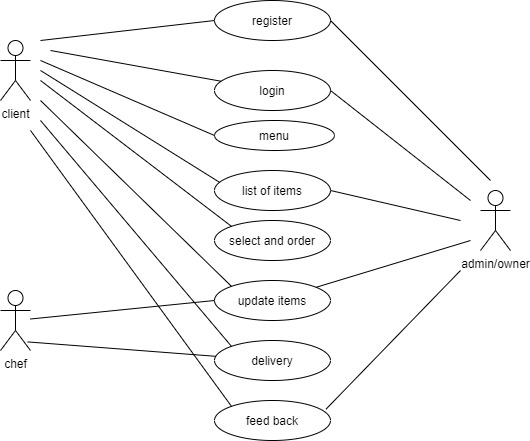 register
login
client
menu
list of items
select and order
admin/owner
update items
delivery
chef
feed back